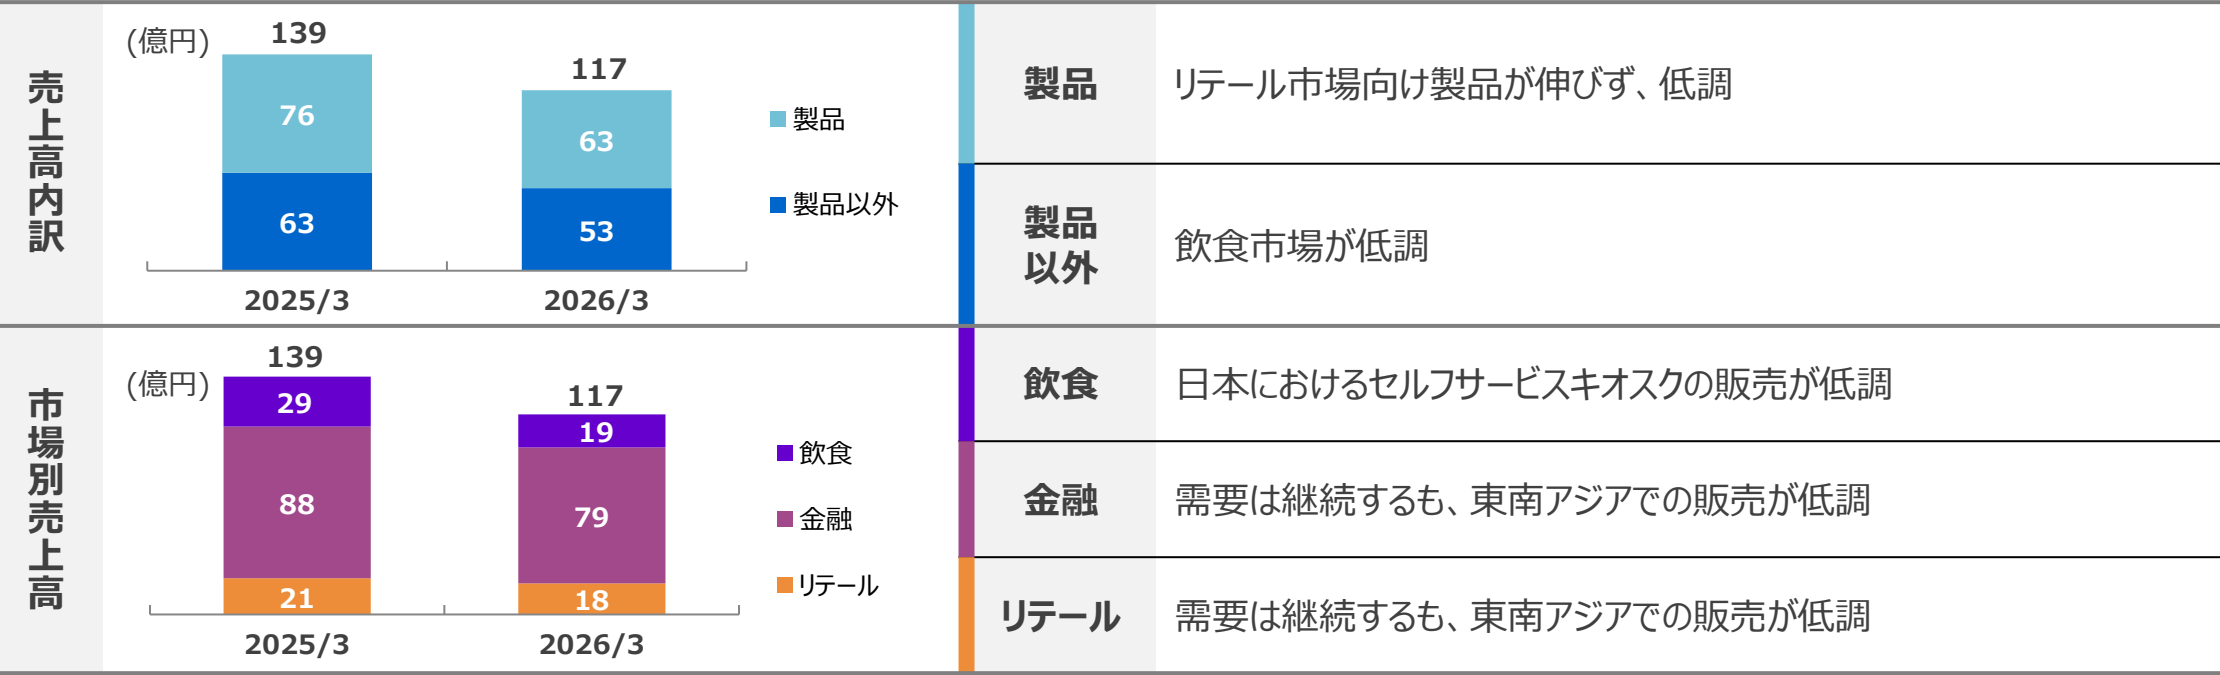 売上高内訳
(億円)
139
117
76
63
63
53
2025/3
2026/3
製品
製品以外
製品
リテール市場向け製品が伸びず、低調
製品
以外
飲食市場が低調
市場別売上高
(億円)
139
117
29
19
88
79
21
18
2025/3
2026/3
飲食
金融
リテール
飲食
日本におけるセルフサービスキオスクの販売が低調
金融
需要は継続するも、東南アジアでの販売が低調
リテール
需要は継続するも、東南アジアでの販売が低調